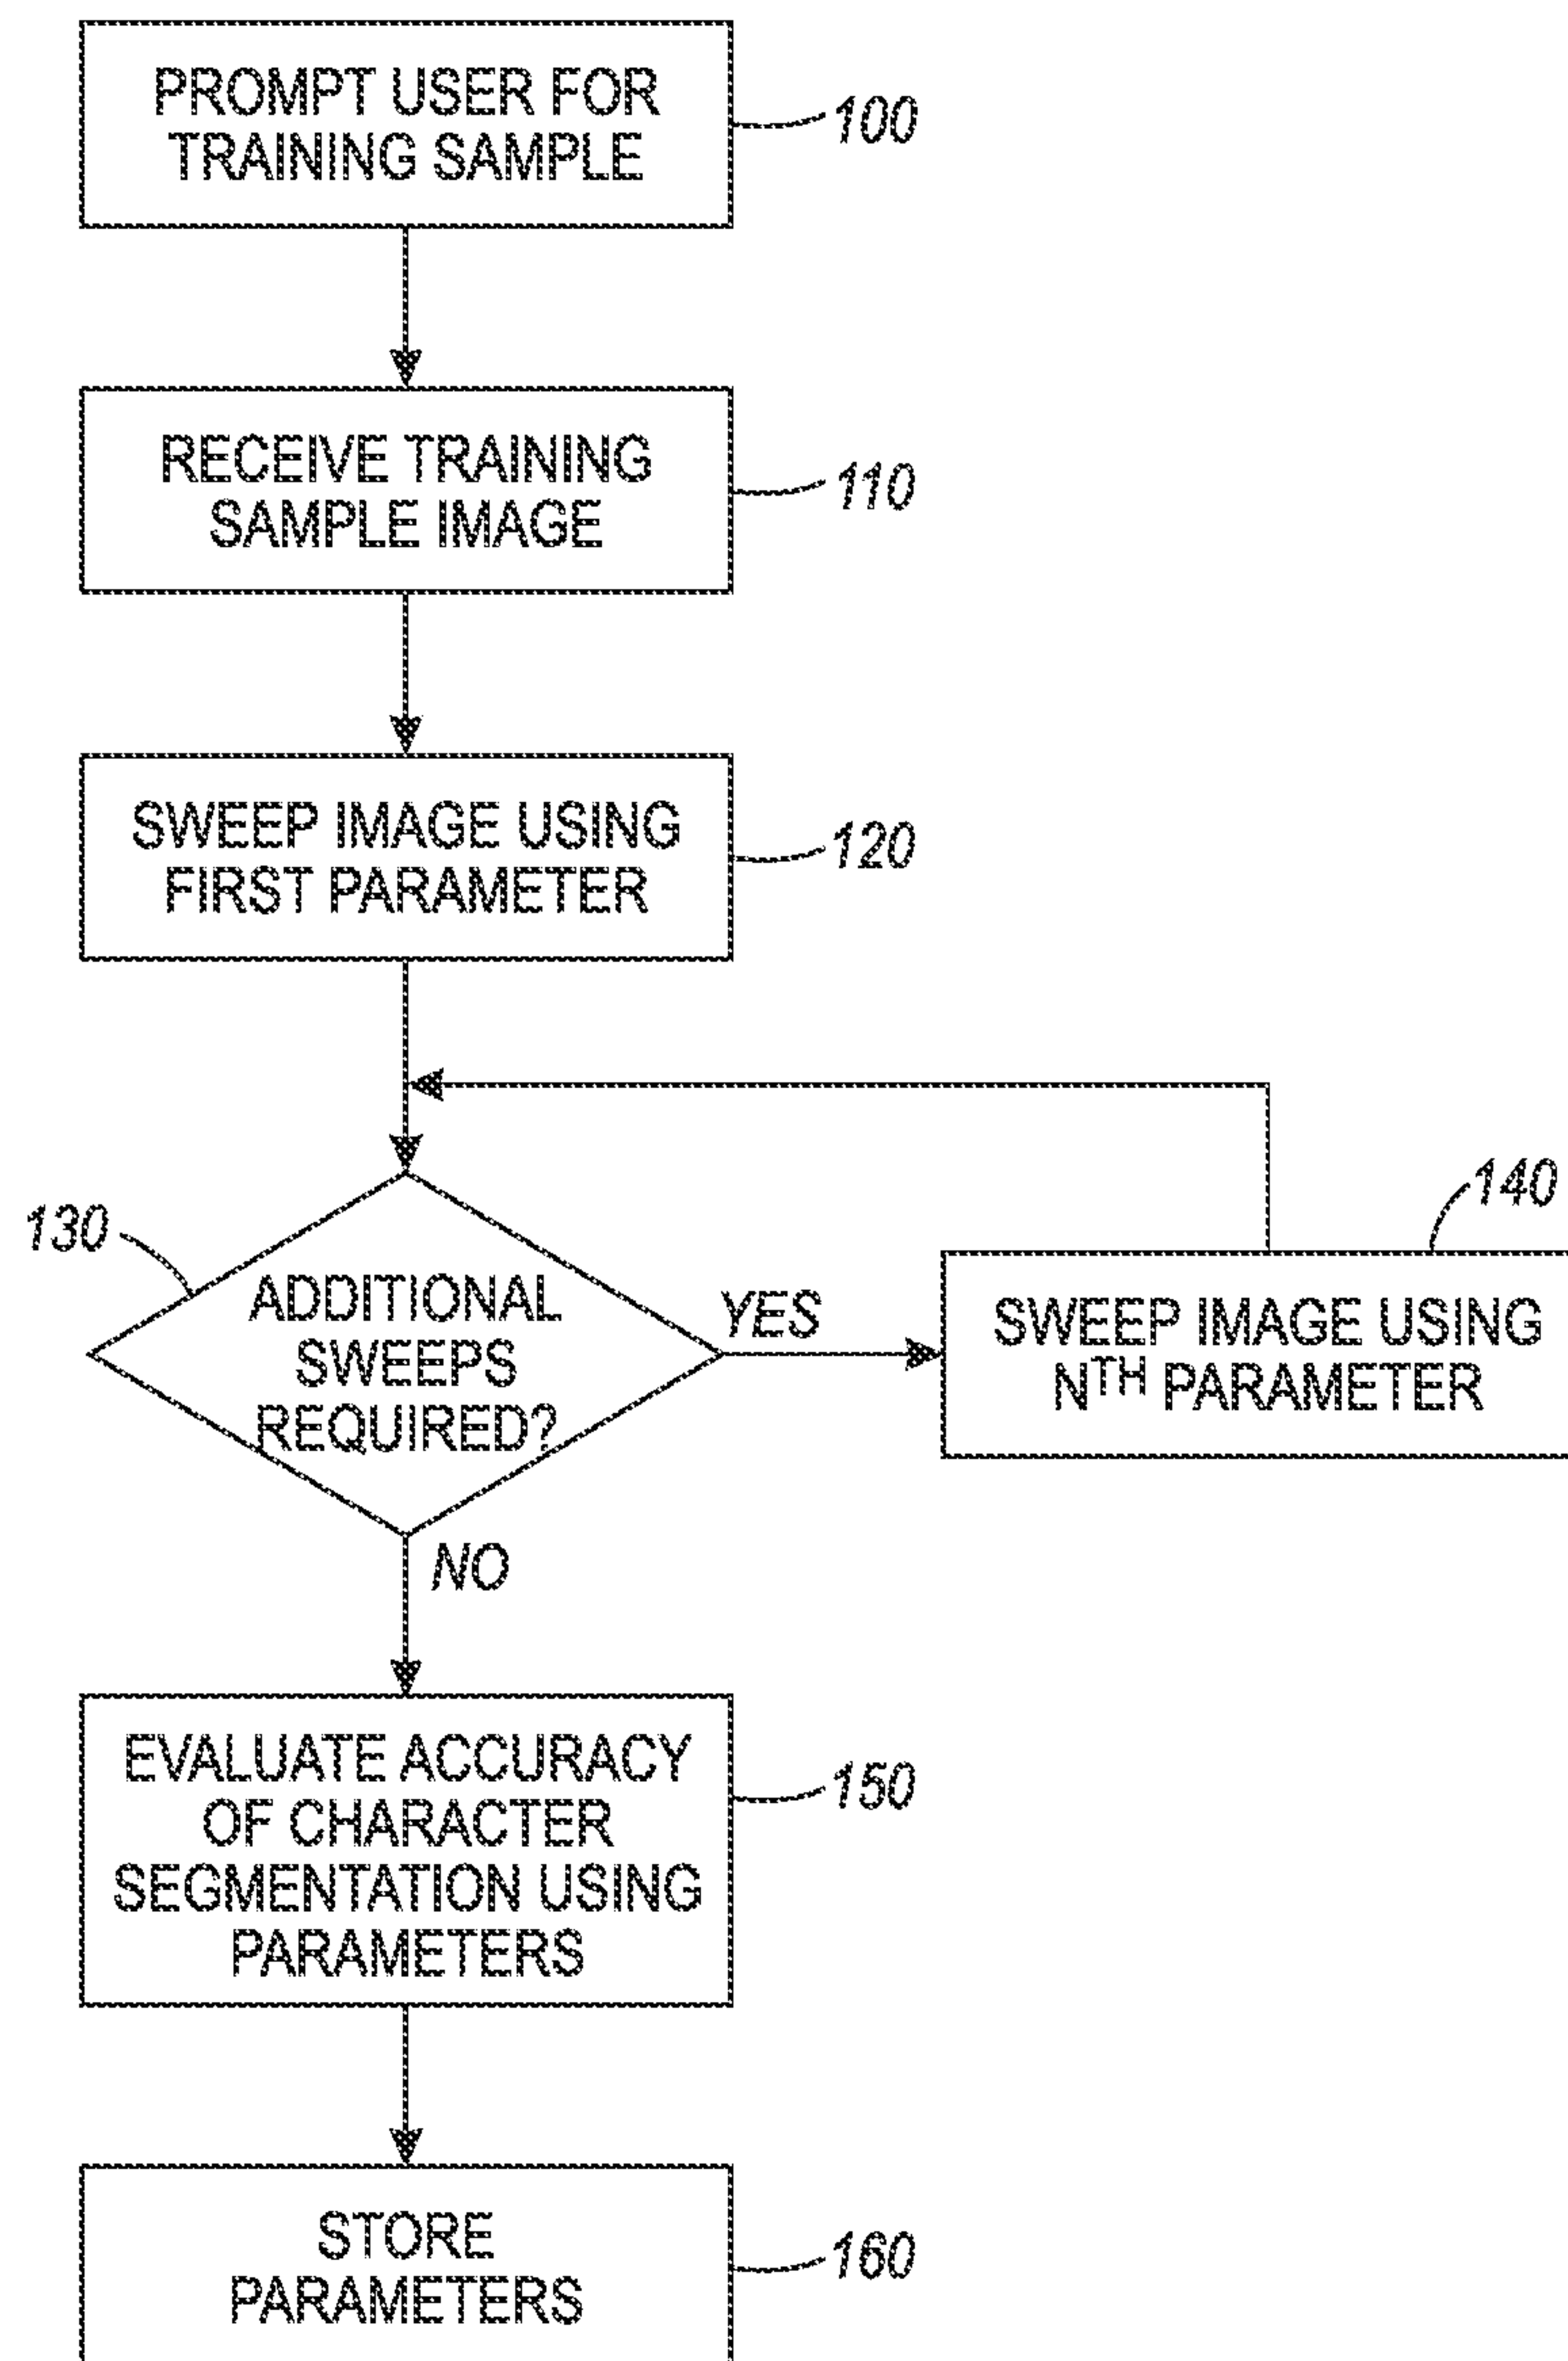 PROMPT USER FOR
TRAINING SAMPLE
100
RECEIVE TRAINING
SAMPLE IMAGE
110
SWEEP IMAGE USING
FIRST PARAMETER
120
130
ADDITIONAL
SWEEPS
REQUIRED?
YES
140
SWEEP IMAGE USING
NTH PARAMETER
NO
EVALUATE ACCURACY
OF CHARACTER
SEGMENTATION USING
PARAMETERS
150
STORE
PARAMETERS
160